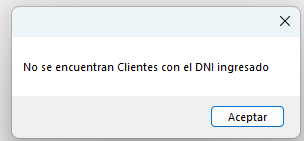 No se encuentran Clientes con el DNI ingresado
Aceptar